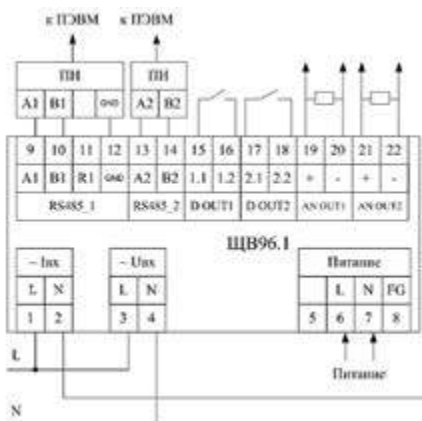 к ПЭВМ к ПЭВМ
ПИ ПИ
A1 B1 GND A2 B2
9 10 11 12 13 14 15 16 17 18 19 20 21 22
A1 B1 R1 GND A2 B2 1.1 1.2 2.1 2.2 + - + -
RS485_1 RS485_2 D OUT1 D OUT2 AN OUT1 AN OUT2
ЩВ96.1
~ Iвх ~ Uвх Питание
L N L N L N FG
1 2 3 4 5 6 7 8
L
Питание
N